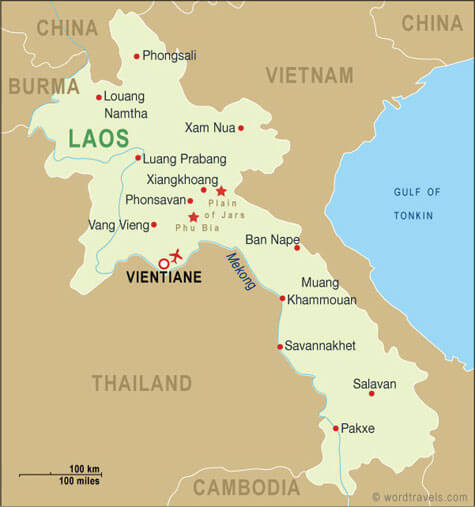 CHINA
CHINA
Phongsali
BURMA
VIETNAM
Louang
Namtha
LAOS
Xam Nua
Luang Prabang
Xiangkhoang
Plain
of Jars
Phonsavan
Phu Bia
GULF OF
TONKIN
Vang Vieng
Ban Nape
VIENTIANE
Mekong
Muang
Khammouan
Savannakhet
THAILAND
Salavan
Pakxe
100 km
100 miles
CAMBODIA
© wordtravels.com